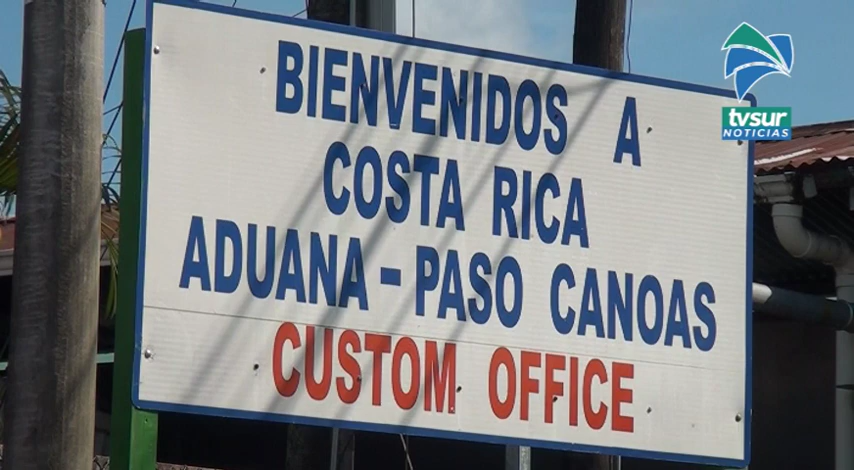 BIENVENIDOS A
COSTA RICA
ADUANA - PASO CANOAS
CUSTOM OFFICE
tvsur
NOTICIAS